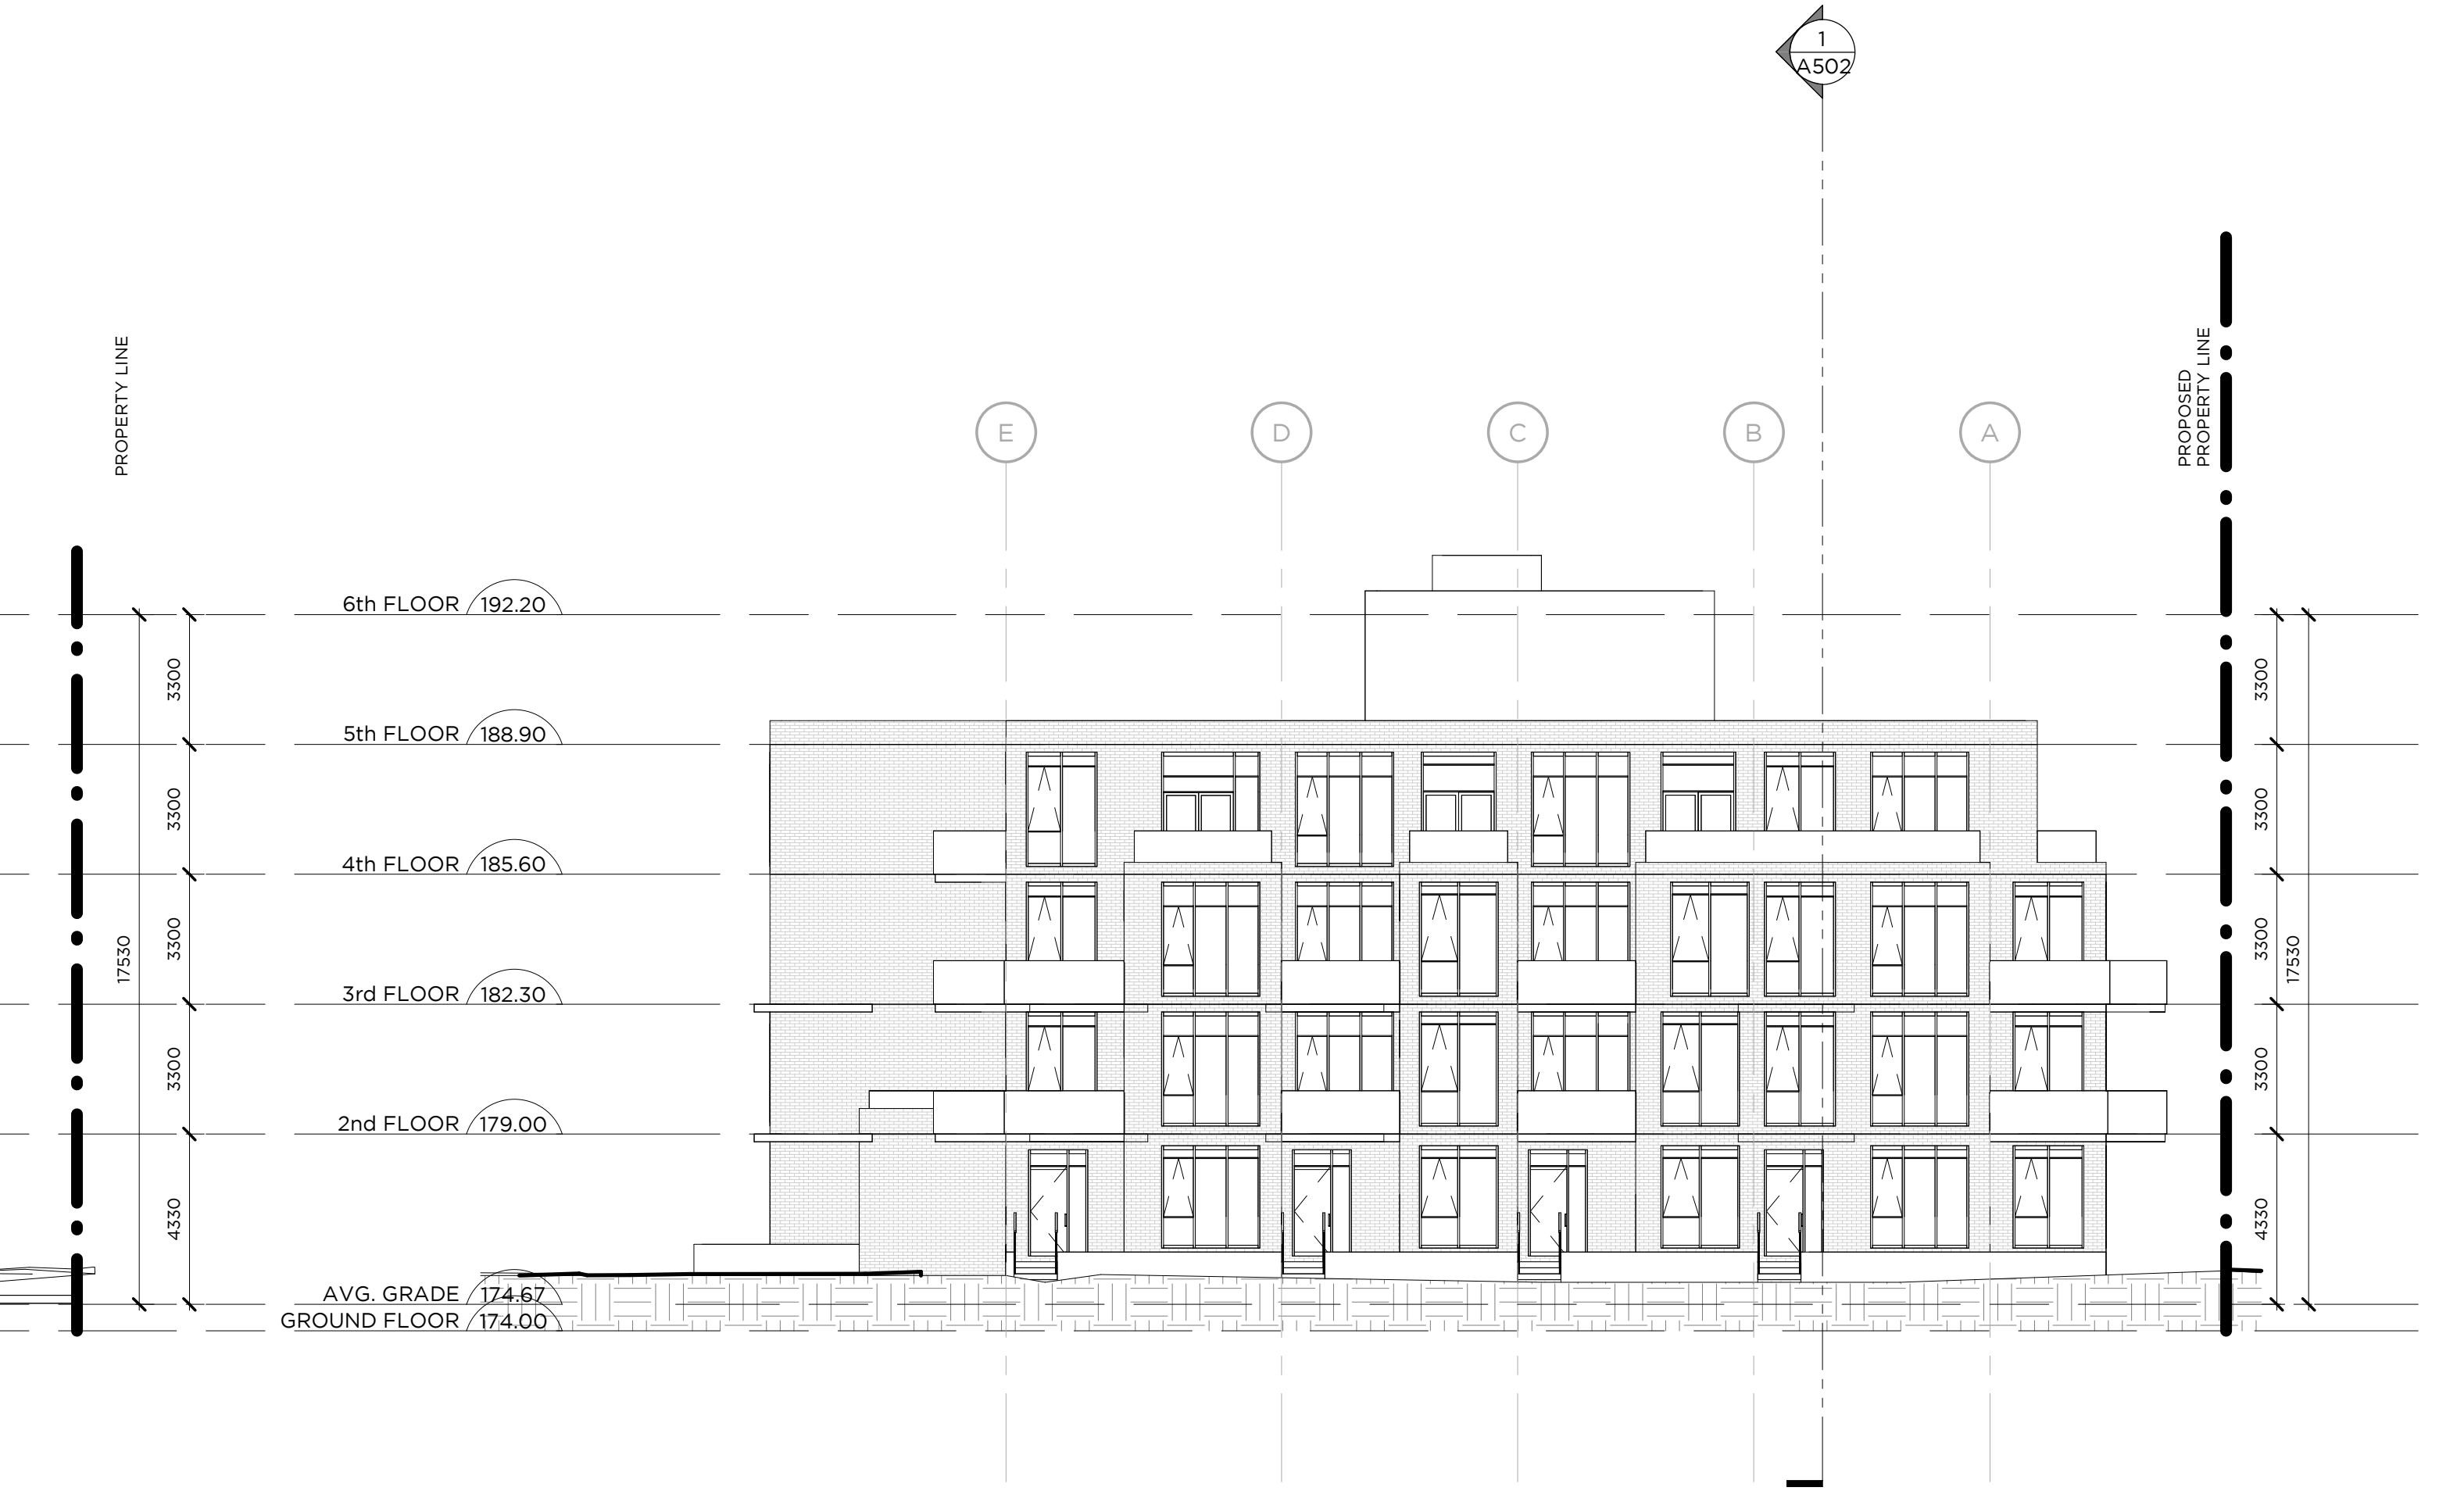 1
A502
PROPERTY LINE
PROPOSED
PROPERTY LINE
E
D
C
B
A
6th FLOOR 192.20
3300
3300
5th FLOOR 188.90
3300
3300
4th FLOOR 185.60
3300
17530
3300
17530
3rd FLOOR 182.30
3300
3300
2nd FLOOR 179.00
4330
4330
AVG. GRADE 174.67
GROUND FLOOR 174.00